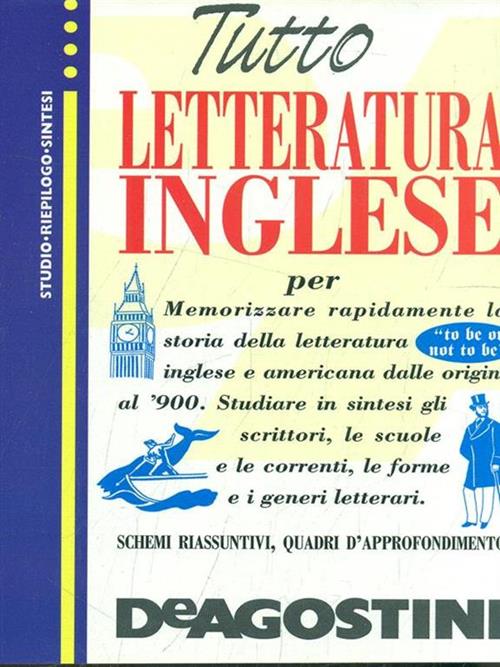 STUDIO•RIEPILOGO•SINTESI
Tutto
LETTERATURA
INGLESE
per
Memorizzare rapidamente la
storia della letteratura
"to be or
not to be"
inglese e americana dalle origin
al '900. Studiare in sintesi gli
scrittori, le scuole
e le correnti, le forme
e i generi letterari.
SCHEMI RIASSUNTIVI, QUADRI D'APPROFONDIMENTO
DeAGOSTINI